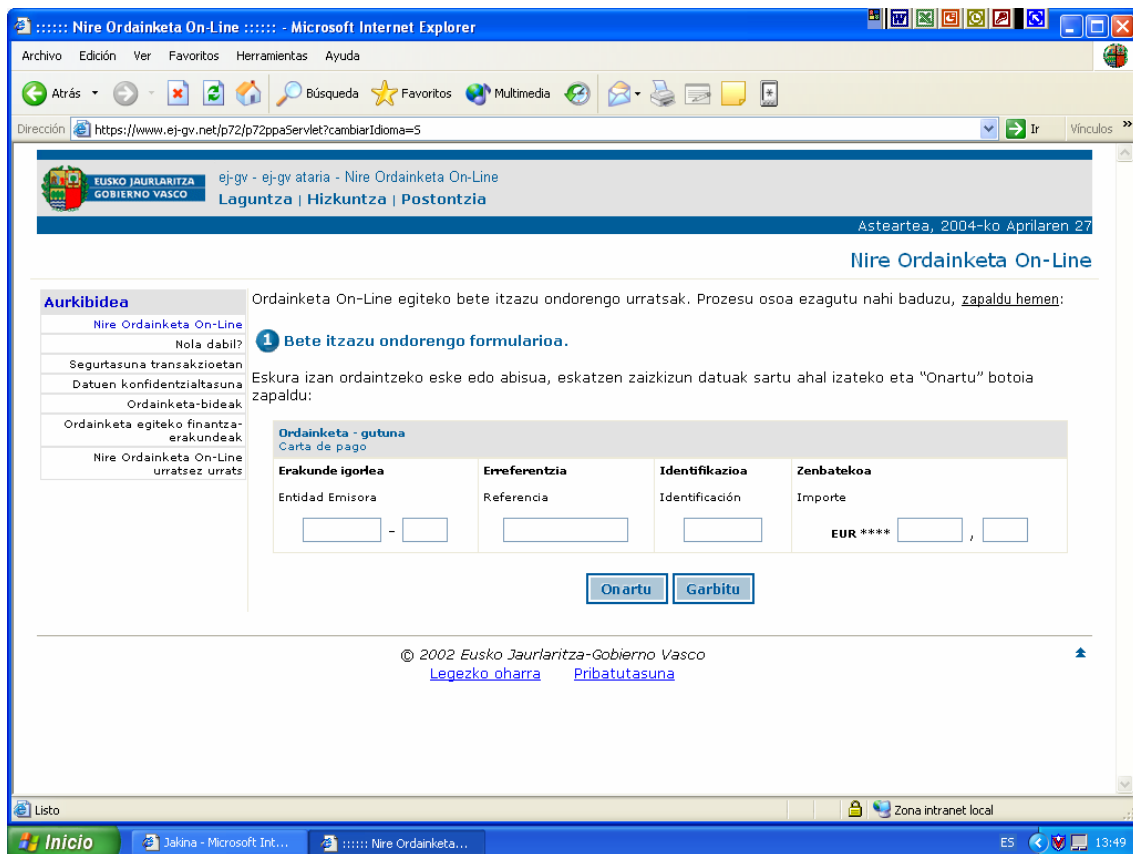 :::::: Nire Ordainketa On-Line :::::: - Microsoft Internet Explorer
Archivo Edición Ver Favoritos Herramientas Ayuda
Atrás Búsqueda Favoritos Multimedia
Dirección https://www.ej-gv.net/p72/p72ppaServlet?cambiarIdioma=S Ir Vínculos »
EUSKO JAURLARITZA
GOBIERNO VASCO
ej-gv - ej-gv ataria - Nire Ordainketa On-Line
Laguntza | Hizkuntza | Postontzia
Asteartea, 2004-ko Aprilaren 27
Nire Ordainketa On-Line
Aurkibidea
Nire Ordainketa On-Line
Nola dabil?
Segurtasuna transakzioetan
Datuen konfidentzialtasuna
Ordainketa-bideak
Ordainketa egiteko finantza-
erakundeak
Nire Ordainketa On-Line
urratsez urrats
Ordainketa On-Line egiteko bete itzazu ondorengo urratsak. Prozesu osoa ezagutu nahi baduzu, zapaldu hemen:
1 Bete itzazu ondorengo formularioa.
Eskura izan ordaintzeko eske edo abisua, eskatzen zaizkizun datuak sartu ahal izateko eta "Onartu" botoia
zapaldu:
Ordainketa - gutuna
Carta de pago
Erakunde igorlea Erreferentzia Identifikazioa Zenbatekoa
Entidad Emisora Referencia Identificación Importe
- EUR **** ,
Onartu Garbitu
© 2002 Eusko Jaurlaritza-Gobierno Vasco
Legezko oharra Pribatutasuna
Listo Zona intranet local
Inicio Jakina - Microsoft Int... :::::: Nire Ordainketa... ES 13:49